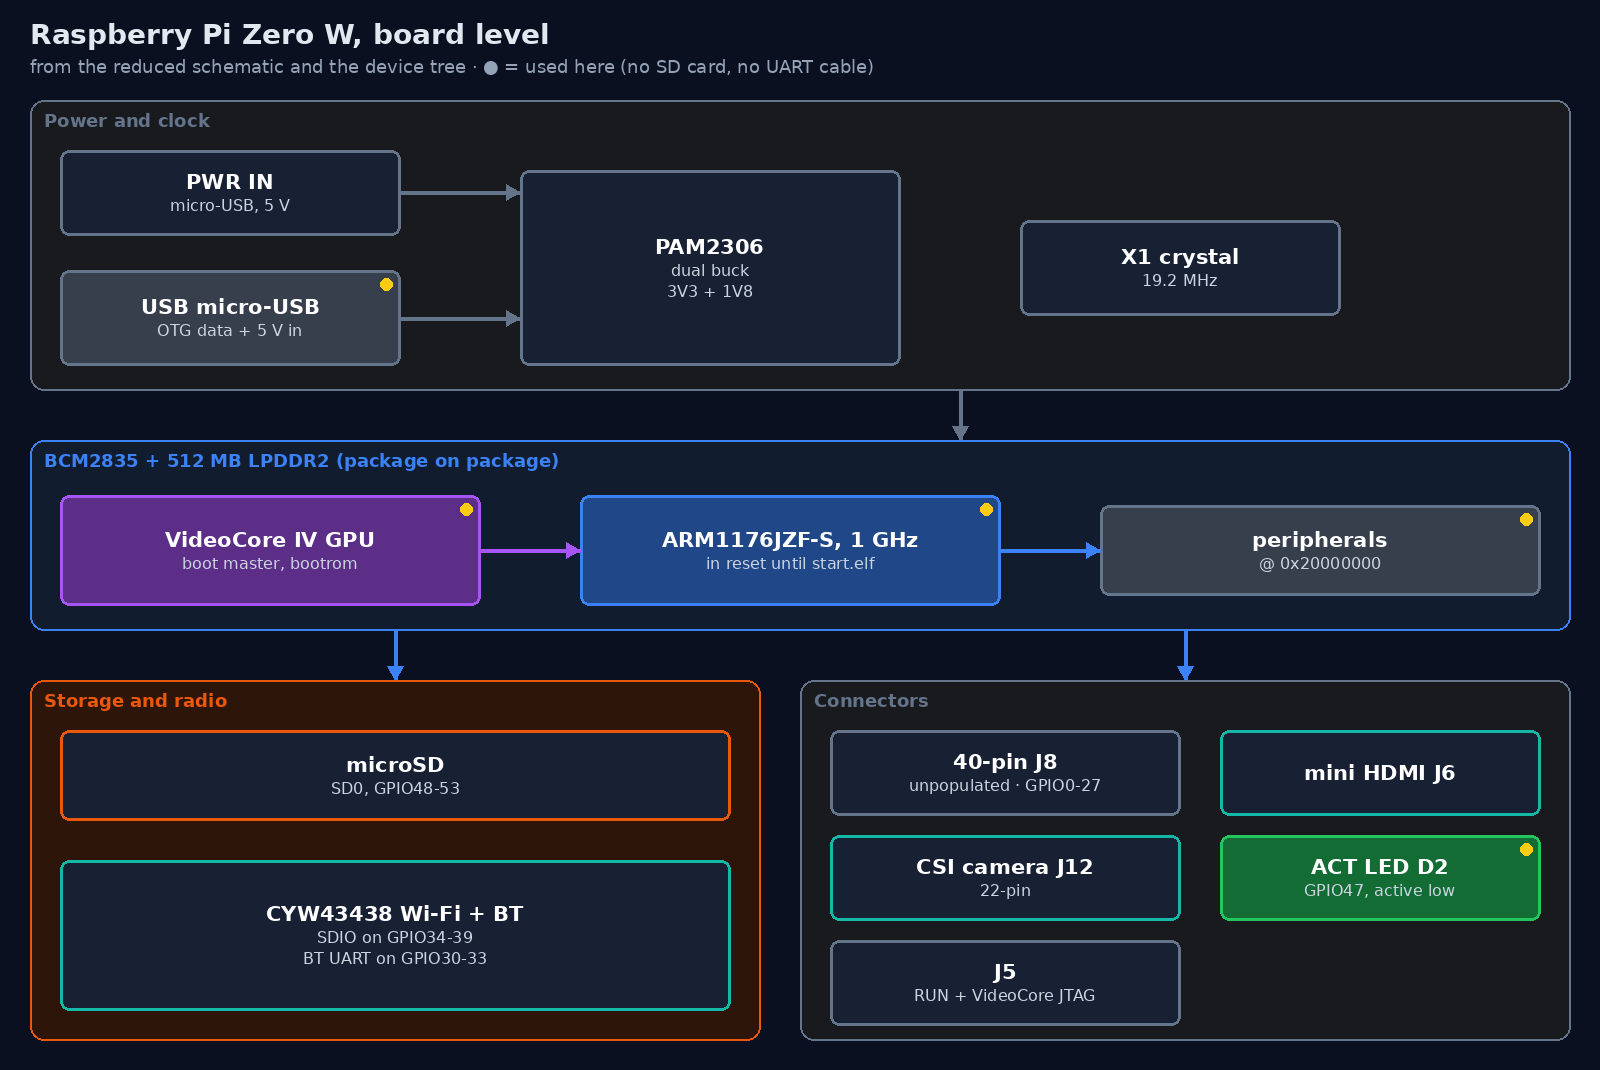 Raspberry Pi Zero W, board level
from the reduced schematic and the device tree · ● = used here (no SD card, no UART cable)
Power and clock
PWR IN
micro-USB, 5 V
USB micro-USB
OTG data + 5 V in
PAM2306
dual buck
3V3 + 1V8
X1 crystal
19.2 MHz
BCM2835 + 512 MB LPDDR2 (package on package)
VideoCore IV GPU
boot master, bootrom
ARM1176JZF-S, 1 GHz
in reset until start.elf
peripherals
@ 0x20000000
Storage and radio
microSD
SD0, GPIO48-53
CYW43438 Wi-Fi + BT
SDIO on GPIO34-39
BT UART on GPIO30-33
Connectors
40-pin J8
unpopulated · GPIO0-27
mini HDMI J6
CSI camera J12
22-pin
ACT LED D2
GPIO47, active low
J5
RUN + VideoCore JTAG